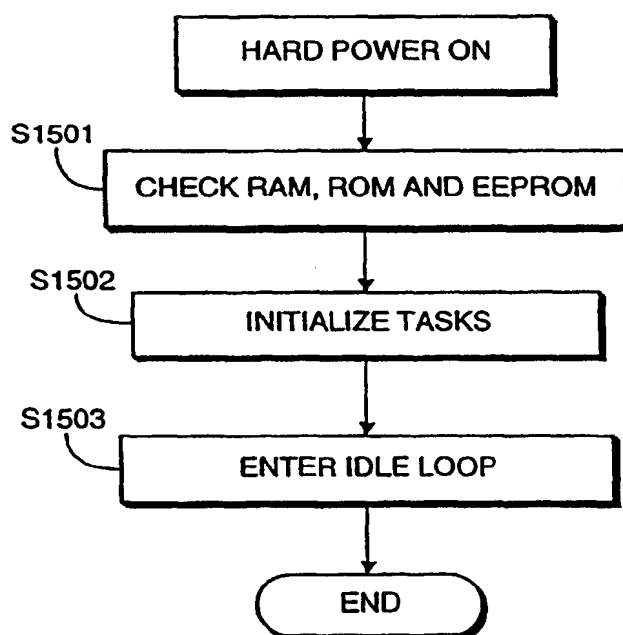 HARD POWER ON
S1501
CHECK RAM, ROM AND EEPROM
S1502
INITIALIZE TASKS
S1503
ENTER IDLE LOOP
END